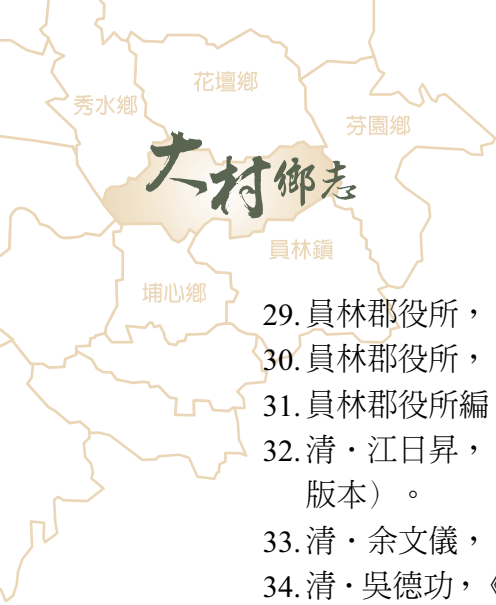 花壇鄉
秀水鄉
芬園鄉
大村鄉志
員林鎮
埔心鄉
29. 員林郡役所，
30. 員林郡役所，
31. 員林郡役所編
32. 清．江日昇，
版本）。
33. 清．余文儀，
34. 清．吳德功，《